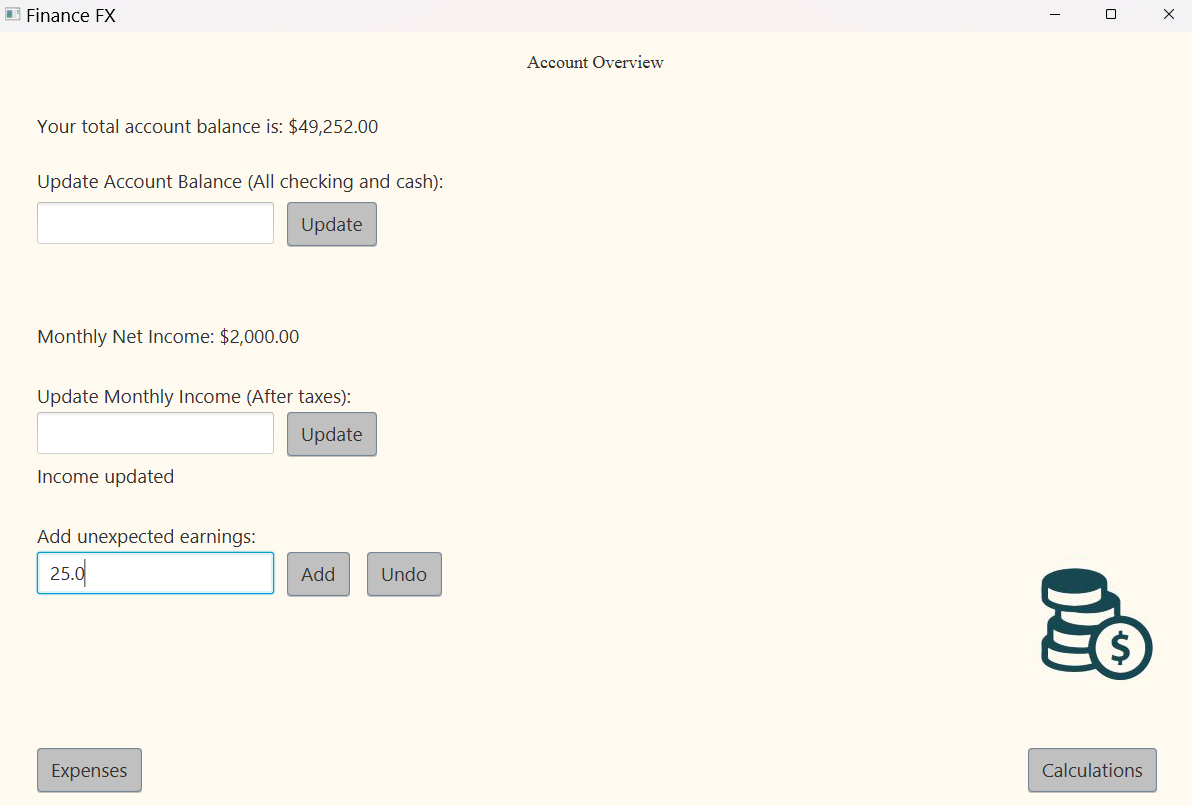 Finance FX
Account Overview
Your total account balance is: $49,252.00
Update Account Balance (All checking and cash):
Update
Monthly Net Income: $2,000.00
Update Monthly Income (After taxes):
Update
Income updated
Add unexpected earnings:
25.0 Add Undo
$
Expenses Calculations